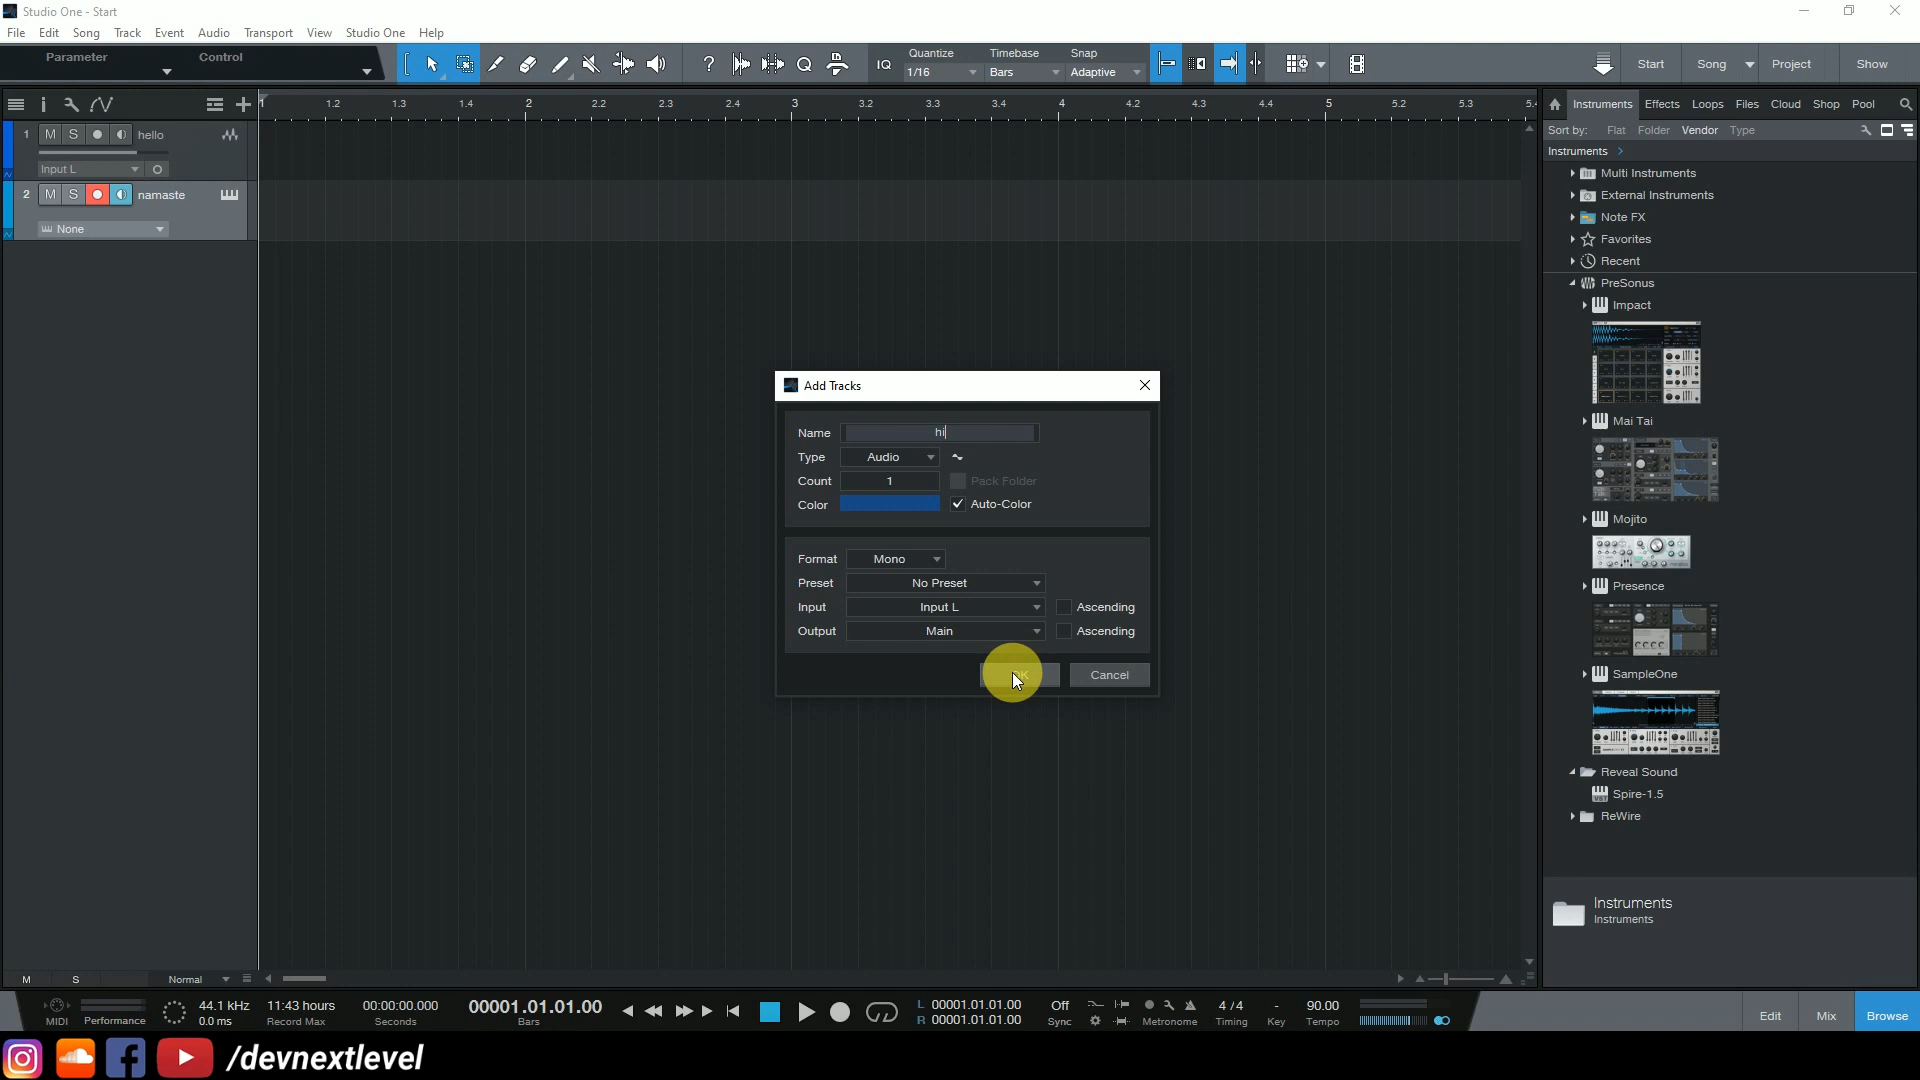 Studio One - Start
File Edit Song Track Event Audio Transport View Studio One Help
Parameter Control
IQ Quantize 1/16 Timebase Bars Snap Adaptive
Start Song Project Show
1 1.2 1.3 1.4 2 2.2 2.3 2.4 3 3.2 3.3 3.4 4 4.2 4.3 4.4 5 5.2 5.3 5.4
1 M S hello
Input L
2 M S namaste
None
Add Tracks
Name hi
Type Audio
Count 1 Pack Folder
Color Auto-Color
Format Mono
Preset No Preset
Input Input L Ascending
Output Main Ascending
OK Cancel
Instruments Effects Loops Files Cloud Shop Pool
Sort by: Flat Folder Vendor Type
Instruments
Multi Instruments
External Instruments
Note FX
Favorites
Recent
PreSonus
Impact
Mai Tai
Mojito
Presence
SampleOne
Reveal Sound
Spire-1.5
ReWire
Instruments
Instruments
M S Normal
MIDI Performance
44.1 kHz
0.0 ms
11:43 hours
Record Max
00:00:00.000
Seconds
00001.01.01.00
Bars
L 00001.01.01.00
R 00001.01.01.00
Off
Sync
Metronome
4 / 4
Timing
-
Key
90.00
Tempo
Edit Mix Browse
/devnextlevel